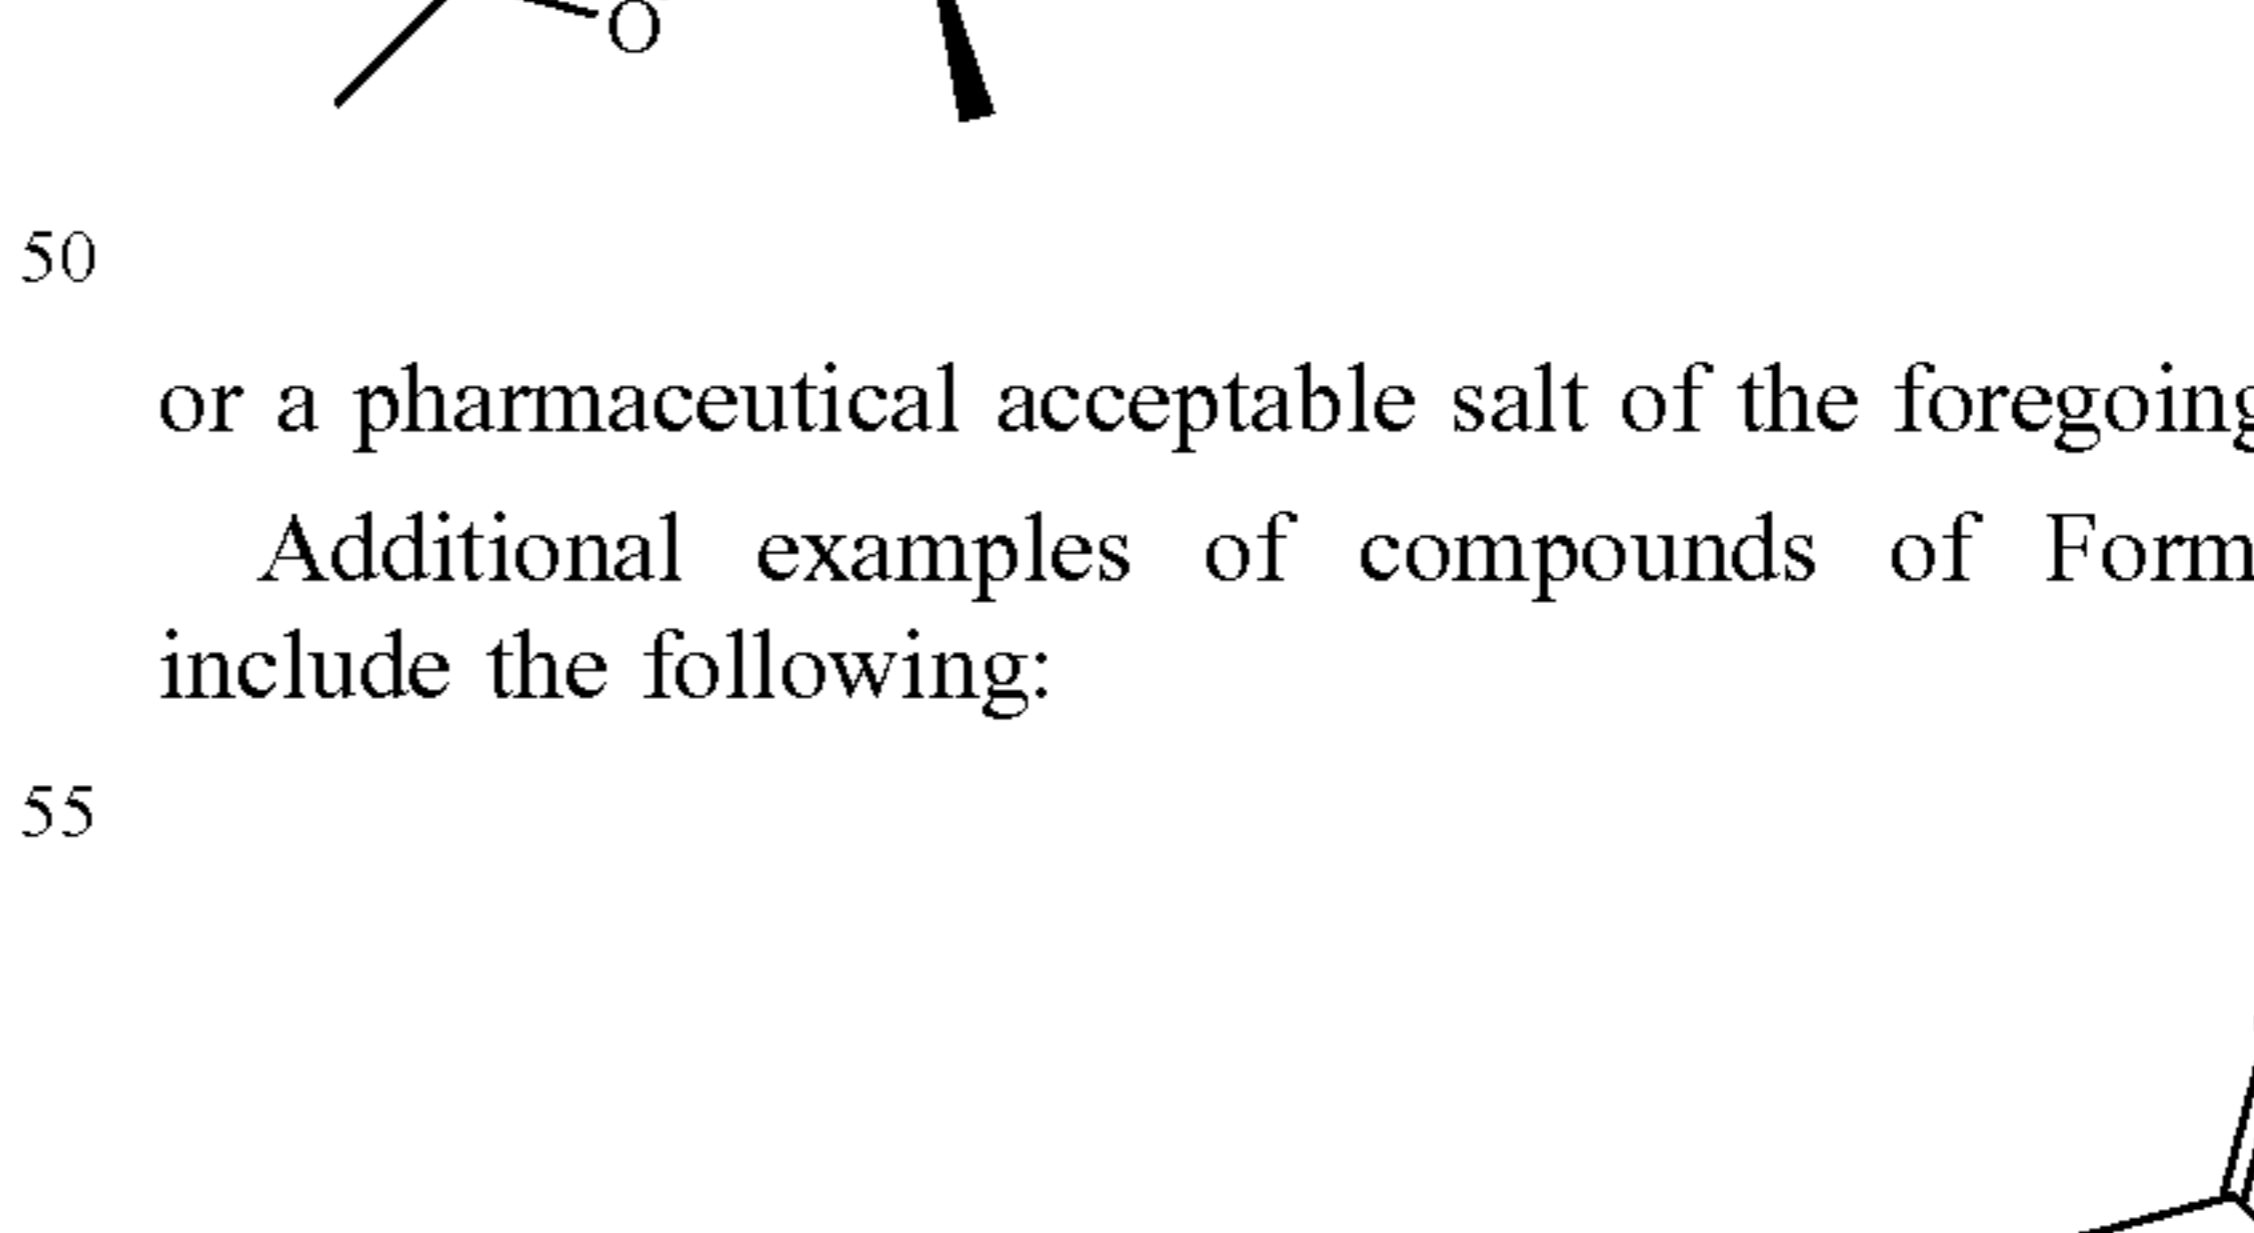 O
50
or a pharmaceutical acceptable salt of the foregoing
Additional examples of compounds of Form
include the following:
55